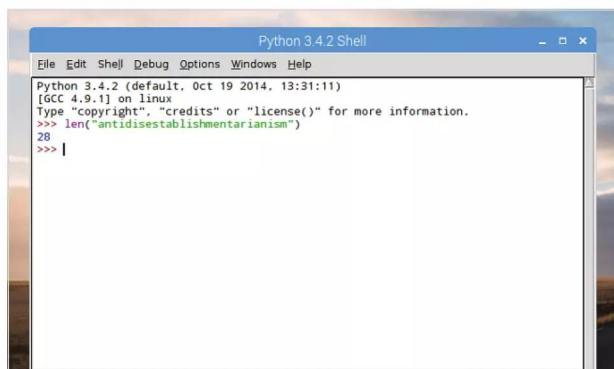 Python 3.4.2 Shell
File Edit Shell Debug Options Windows Help
Python 3.4.2 (default, Oct 19 2014, 13:31:11)
[GCC 4.9.1] on linux
Type "copyright", "credits" or "license()" for more information.
>>> len("antidisestablishmentarianism")
28
>>>